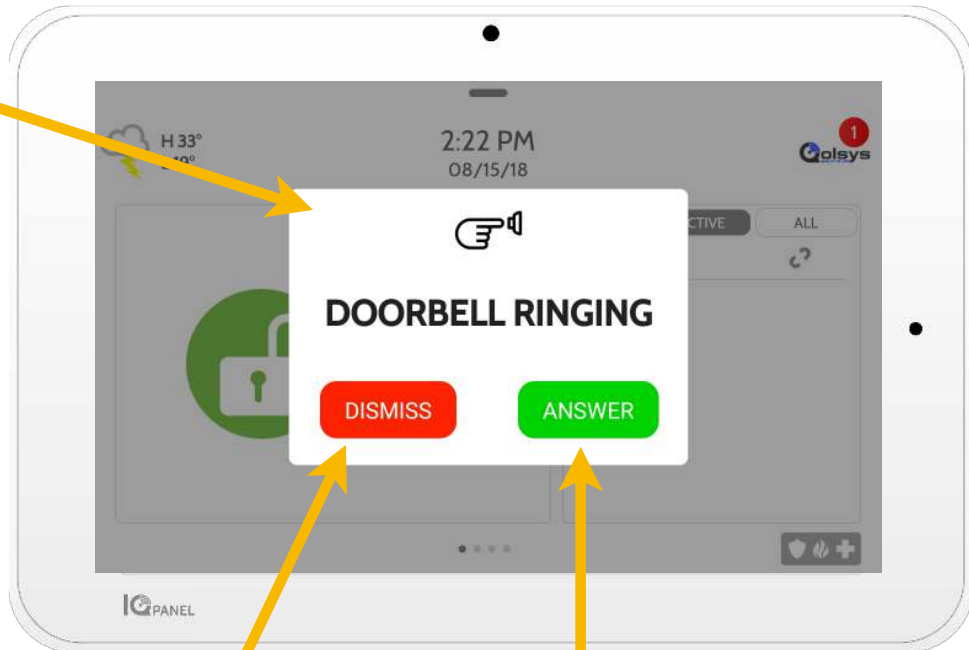 H 33°
2:22 PM
08/15/18
1
Qolsys
CTIVE
ALL
DOORBELL RINGING
DISMISS
ANSWER
IQ PANEL